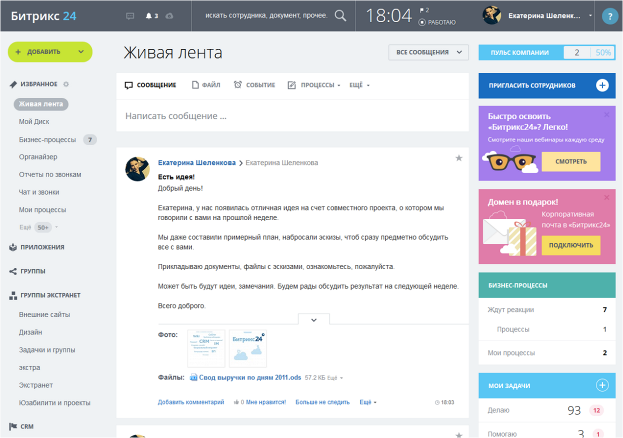 Битрикс 24
3
искать сотрудника, документ, прочее.
18:04
2
РАБОТАЮ
Екатерина Шеленк...
?
+ ДОБАВИТЬ
ИЗБРАННОЕ
Живая лента
Мой Диск
Бизнес-процессы 7
Органайзер
Отчеты по звонкам
Чат и звонки
Мои процессы
Ещё 50+
ПРИЛОЖЕНИЯ
ГРУППЫ
ГРУППЫ ЭКСТРАНЕТ
Внешние сайты
Дизайн
Задачи и группы
экстра
Экстранет
Юзабилити и проекты
CRM
Живая лента
ВСЕ СООБЩЕНИЯ
СООБЩЕНИЕ ФАЙЛ СОБЫТИЕ ПРОЦЕССЫ ЕЩЁ
Написать сообщение ...
Екатерина Шеленкова > Екатерина Шеленкова
Есть идея!
Добрый день!
Екатерина, у нас появилась отличная идея на счет совместного проекта, о котором мы
говорили с вами на прошлой неделе.
Мы даже составили примерный план, набросали эскизы, чтоб сразу предметно обсудить
все с вами.
Прикладываю документы, файлы с эскизами, ознакомьтесь, пожалуйста.
Может быть будут идеи, замечания. Будем рады обсудить результат на следующей неделе.
Всего доброго.
Фото:
CRM
Битрикс24
Файлы: Свод выручки по дням 2011.ods 57.2 КБ Ещё
Добавить комментарий 0 Мне нравится! Больше не следить Ещё 18:03
ПУЛЬС КОМПАНИИ 2 50%
ПРИГЛАСИТЬ СОТРУДНИКОВ
Быстро освоить
«Битрикс24»? Легко!
Смотрите наши вебинары каждую среду
СМОТРЕТЬ
Домен в подарок!
Корпоративная
почта в «Битрикс24»
ПОДКЛЮЧИТЬ
БИЗНЕС-ПРОЦЕССЫ
Ждут реакции 7
Процессы 1
Мои процессы 2
МОИ ЗАДАЧИ
Делаю 93 12
Помогаю 3 1